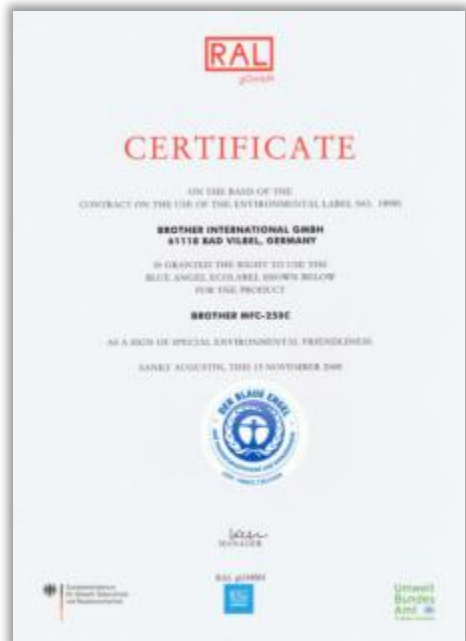 RAL
gGmbH
CERTIFICATE
ON THE BASIS OF THE
CONTRACT ON THE USE OF THE ENVIRONMENTAL LABEL NO.
BROTHER INTERNATIONAL GMBH
61118 BAD VILBEL, GERMANY
IS GRANTED THE RIGHT TO USE THE
BLUE ANGEL ECOLABEL SHOWN BELOW
FOR THE PRODUCT
BROTHER MFC-250C
AS A SIGN OF SPECIAL ENVIRONMENTAL FRIENDLINESS
SANKT AUGUSTIN, THIS 13 NOVEMBER 2008
DER BLAUE ENGEL
MANAGER
RAL gGMBH
Umwelt
Bundes
Amt